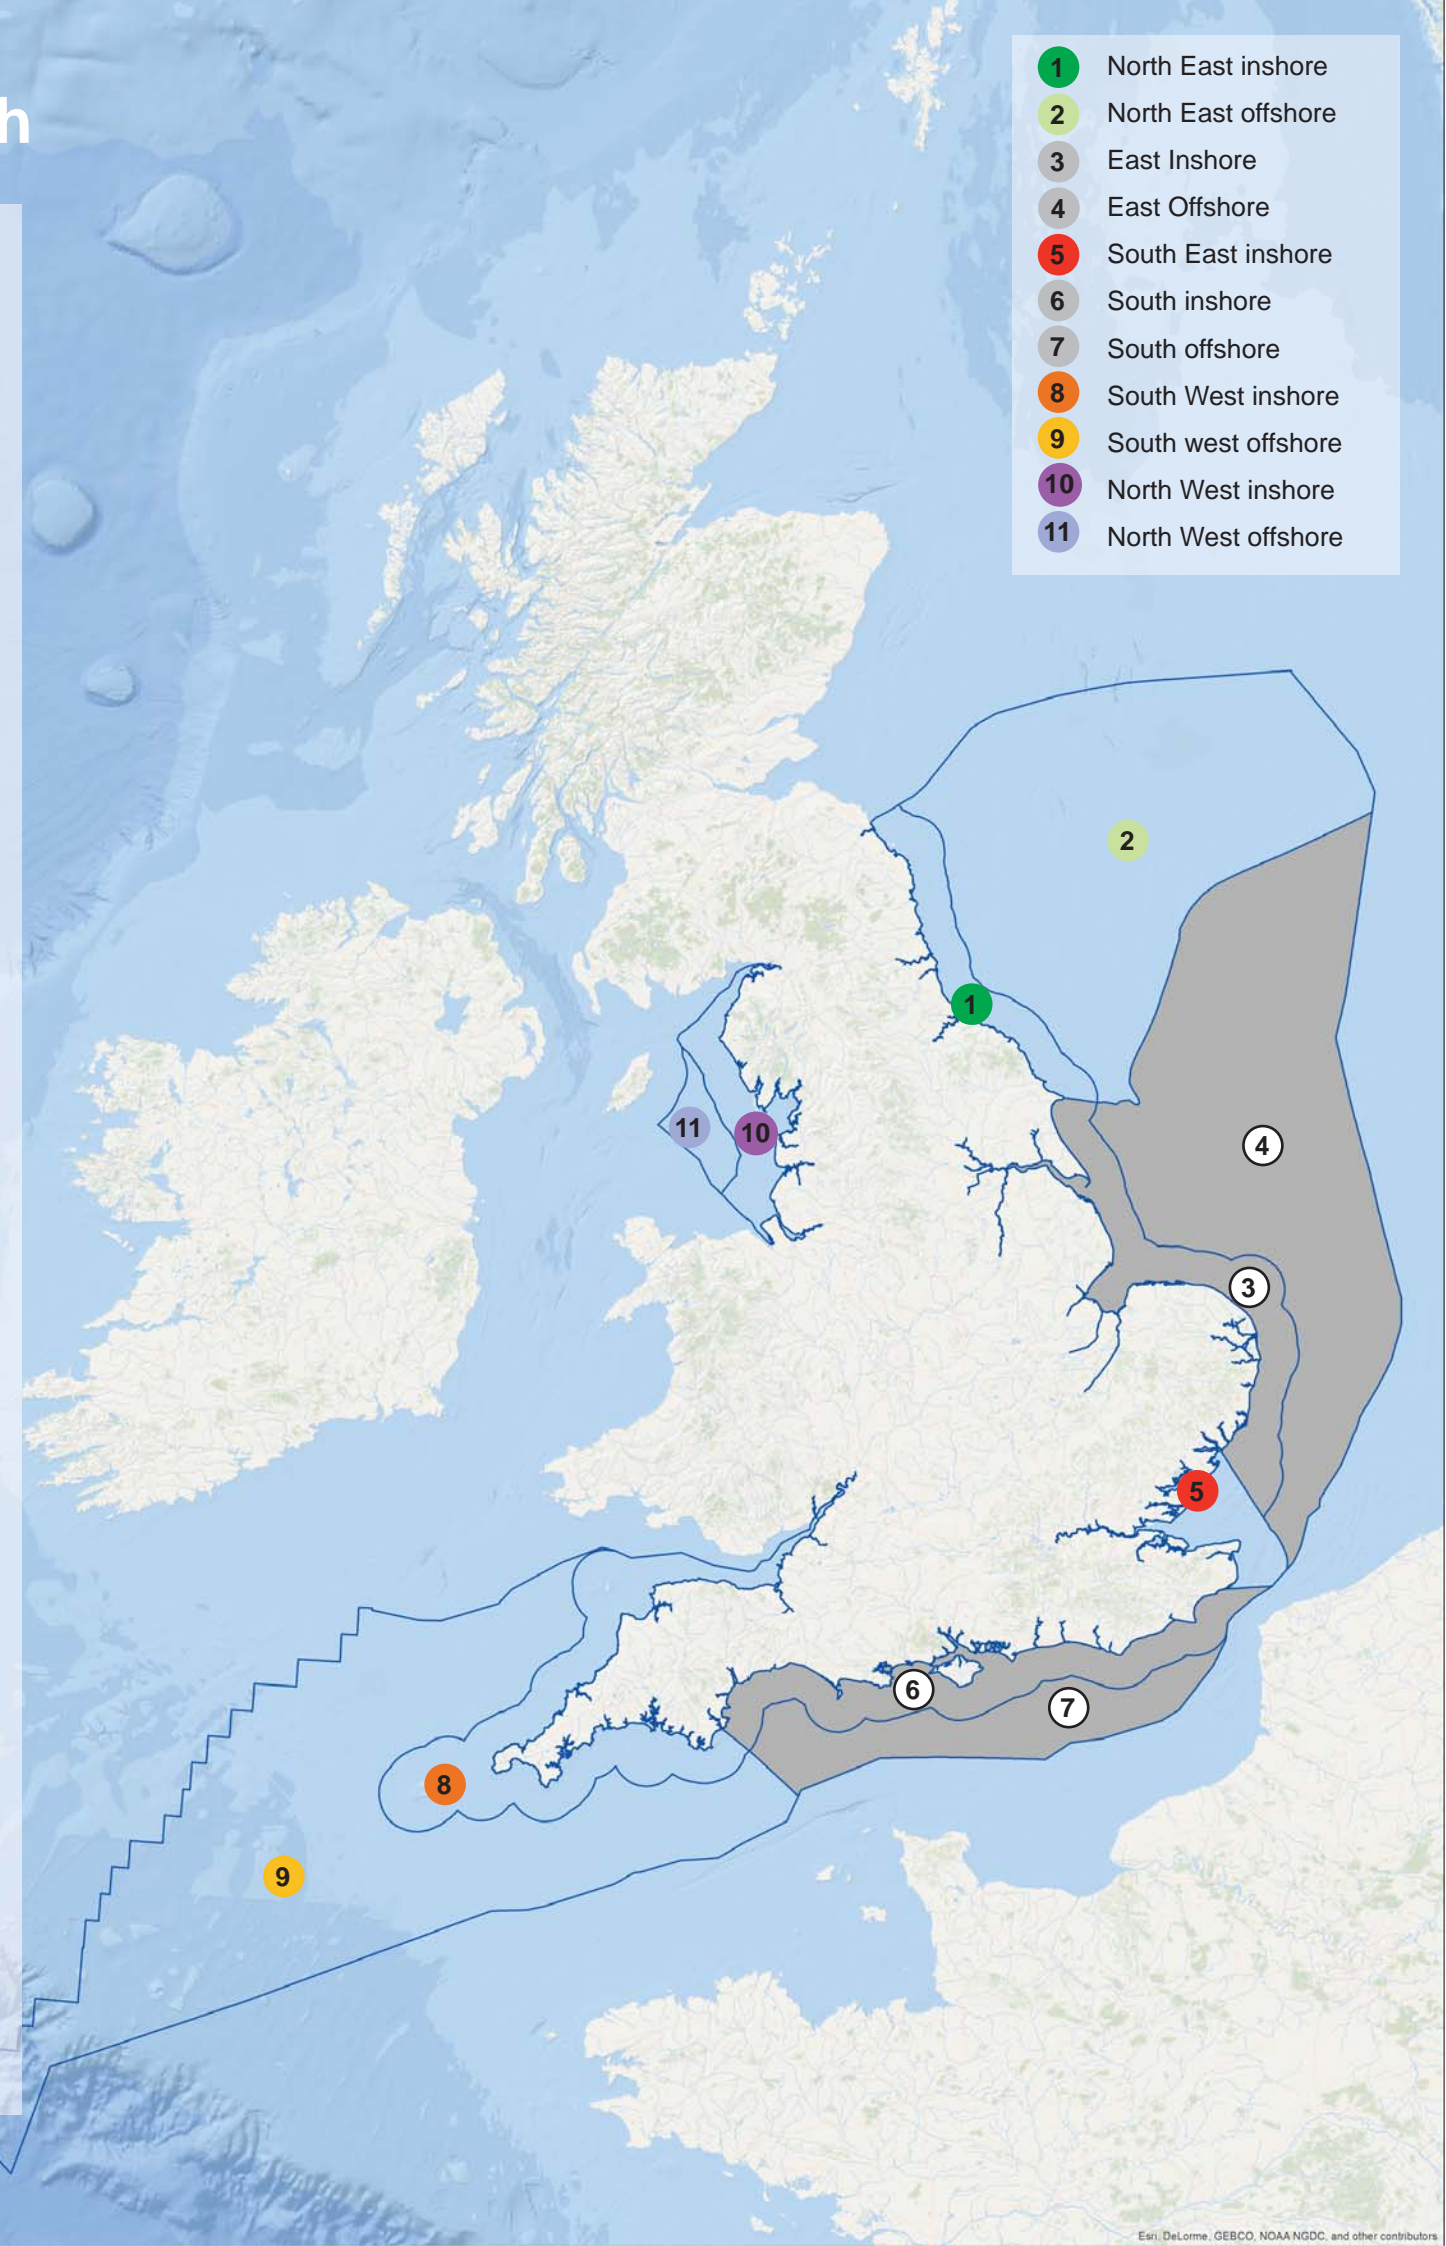 h
1 North East inshore
2 North East offshore
3 East Inshore
4 East Offshore
5 South East inshore
6 South inshore
7 South offshore
8 South West inshore
9 South west offshore
10 North West inshore
11 North West offshore
2
1
11
10
4
3
5
6
7
8
9
Esri, DeLorme, GEBCO, NOAA NGDC, and other contributors